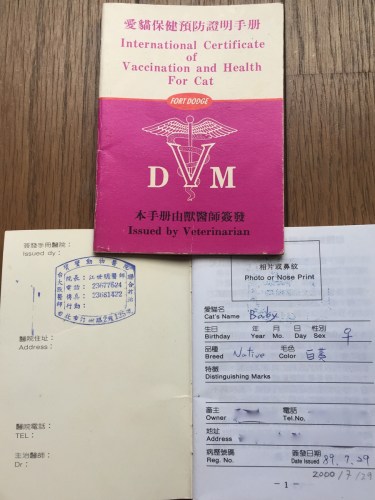 愛貓保健預防證明手册
International Certificate
of
Vaccination and Health
For Cat
FORT DODGE
DVM
本手册由獸醫師簽發
Issued by Veterinarian
簽發手冊醫院:
Issued by:
醫院住址:
Address:
醫院電話:
TEL:
主治醫師:
Dr:
相片或鼻紋
Photo or Nose Print
愛貓名
Cat's Name Baby
生日 年 月 日 性別
Birthday Year Mo. Day Sex ♀
品種 毛色
Breed Native Color 白黃
特徵
Distinguishing Marks
畜主 電話
Owner Tel.No.
地址
Address
病歷號碼 簽發日期
Reg. No. Date Issued 89.7.29
2000/7/29
-1-